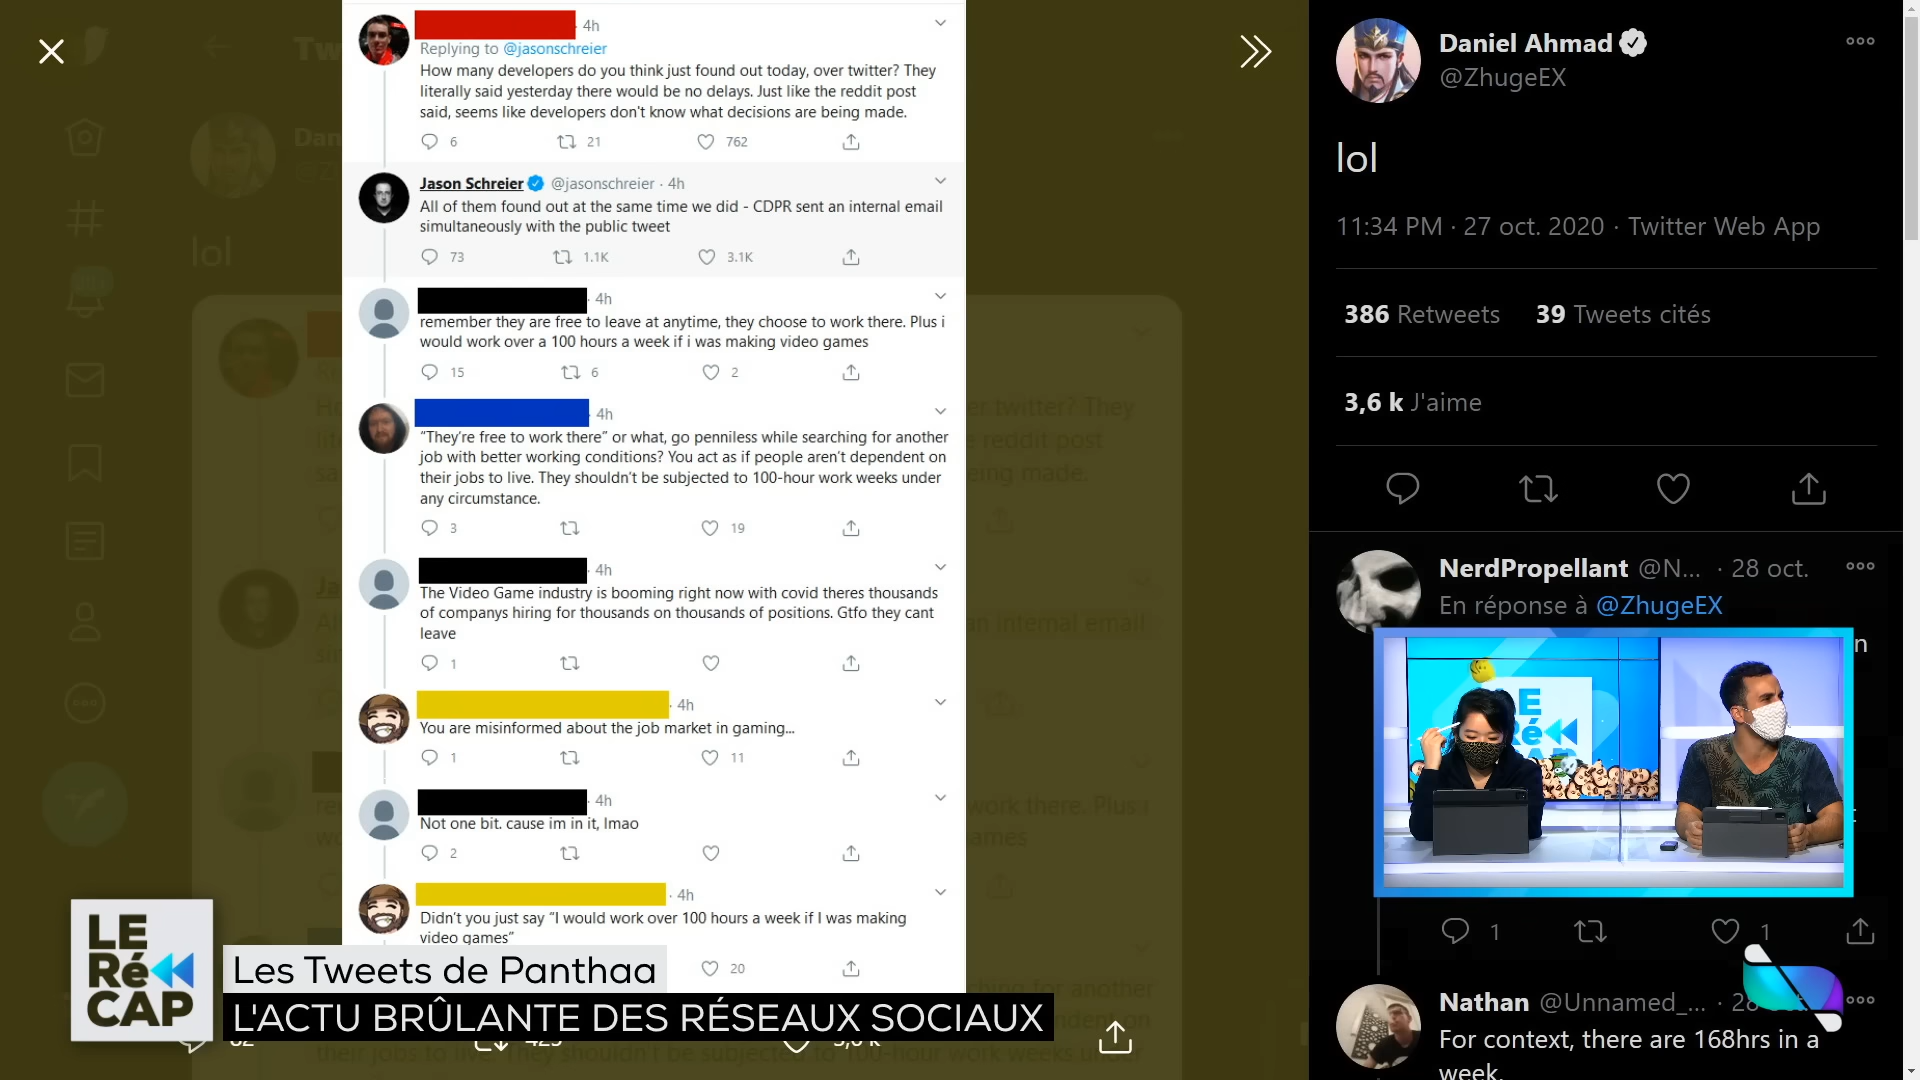 4h
Replying to @jasonschreier
How many developers do you think just found out today, over twitter? They
literally said yesterday there would be no delays. Just like the reddit post
said, seems like developers don't know what decisions are being made.
6 21 762
Jason Schreier @jasonschreier · 4h
All of them found out at the same time we did - CDPR sent an internal email
simultaneously with the public tweet
73 1.1K 3.1K
· 4h
remember they are free to leave at anytime, they choose to work there. Plus i
would work over a 100 hours a week if i was making video games
15 6 2
4h
“They’re free to work there” or what, go penniless while searching for another
job with better working conditions? You act as if people aren’t dependent on
their jobs to live. They shouldn’t be subjected to 100-hour work weeks under
any circumstance.
3 19
· 4h
The Video Game industry is booming right now with covid theres thousands
of companys hiring for thousands on thousands of positions. Gtfo they cant
leave
1
· 4h
You are misinformed about the job market in gaming...
1 11
· 4h
Not one bit. cause im in it, lmao
2
· 4h
Didn’t you just say “I would work over 100 hours a week if I was making
video games”
20
LE
Ré
CAP
Les Tweets de Panthaa
L'ACTU BRÛLANTE DES RÉSEAUX SOCIAUX
Daniel Ahmad
@ZhugeEX
lol
11:34 PM · 27 oct. 2020 · Twitter Web App
386 Retweets 39 Tweets cités
3,6 k J'aime
NerdPropellant @N... · 28 oct.
En réponse à @ZhugeEX
1 1
Nathan @Unnamed_... · 28
For context, there are 168hrs in a
week.